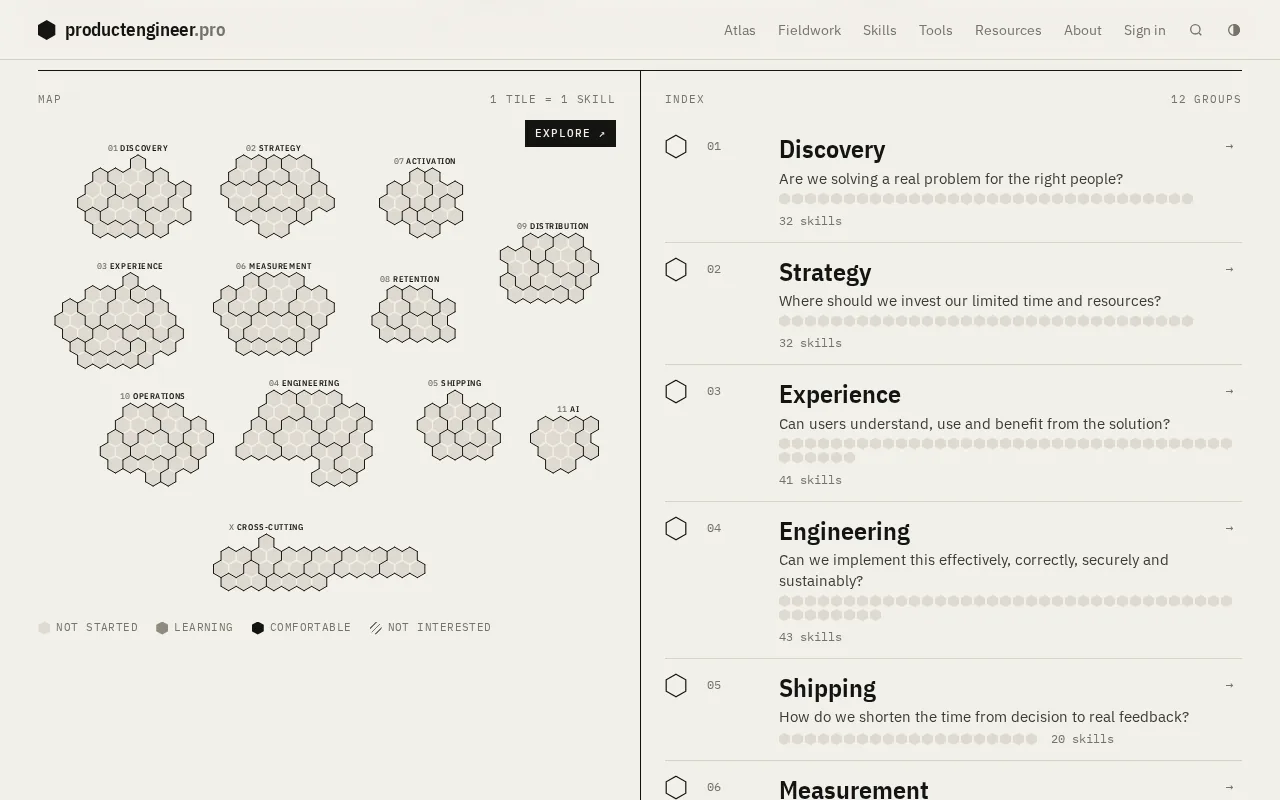 productengineer.pro
Atlas
Fieldwork
Skills
Tools
Resources
About
Sign in
MAP
1 TILE = 1 SKILL
EXPLORE ↗
01 DISCOVERY
02 STRATEGY
07 ACTIVATION
09 DISTRIBUTION
03 EXPERIENCE
06 MEASUREMENT
08 RETENTION
04 ENGINEERING
05 SHIPPING
10 OPERATIONS
11 AI
X CROSS-CUTTING
NOT STARTED
LEARNING
COMFORTABLE
NOT INTERESTED
INDEX
12 GROUPS
01
Discovery
→
Are we solving a real problem for the right people?
32 skills
02
Strategy
→
Where should we invest our limited time and resources?
32 skills
03
Experience
→
Can users understand, use and benefit from the solution?
41 skills
04
Engineering
→
Can we implement this effectively, correctly, securely and
sustainably?
43 skills
05
Shipping
→
How do we shorten the time from decision to real feedback?
20 skills
06
Measurement
→